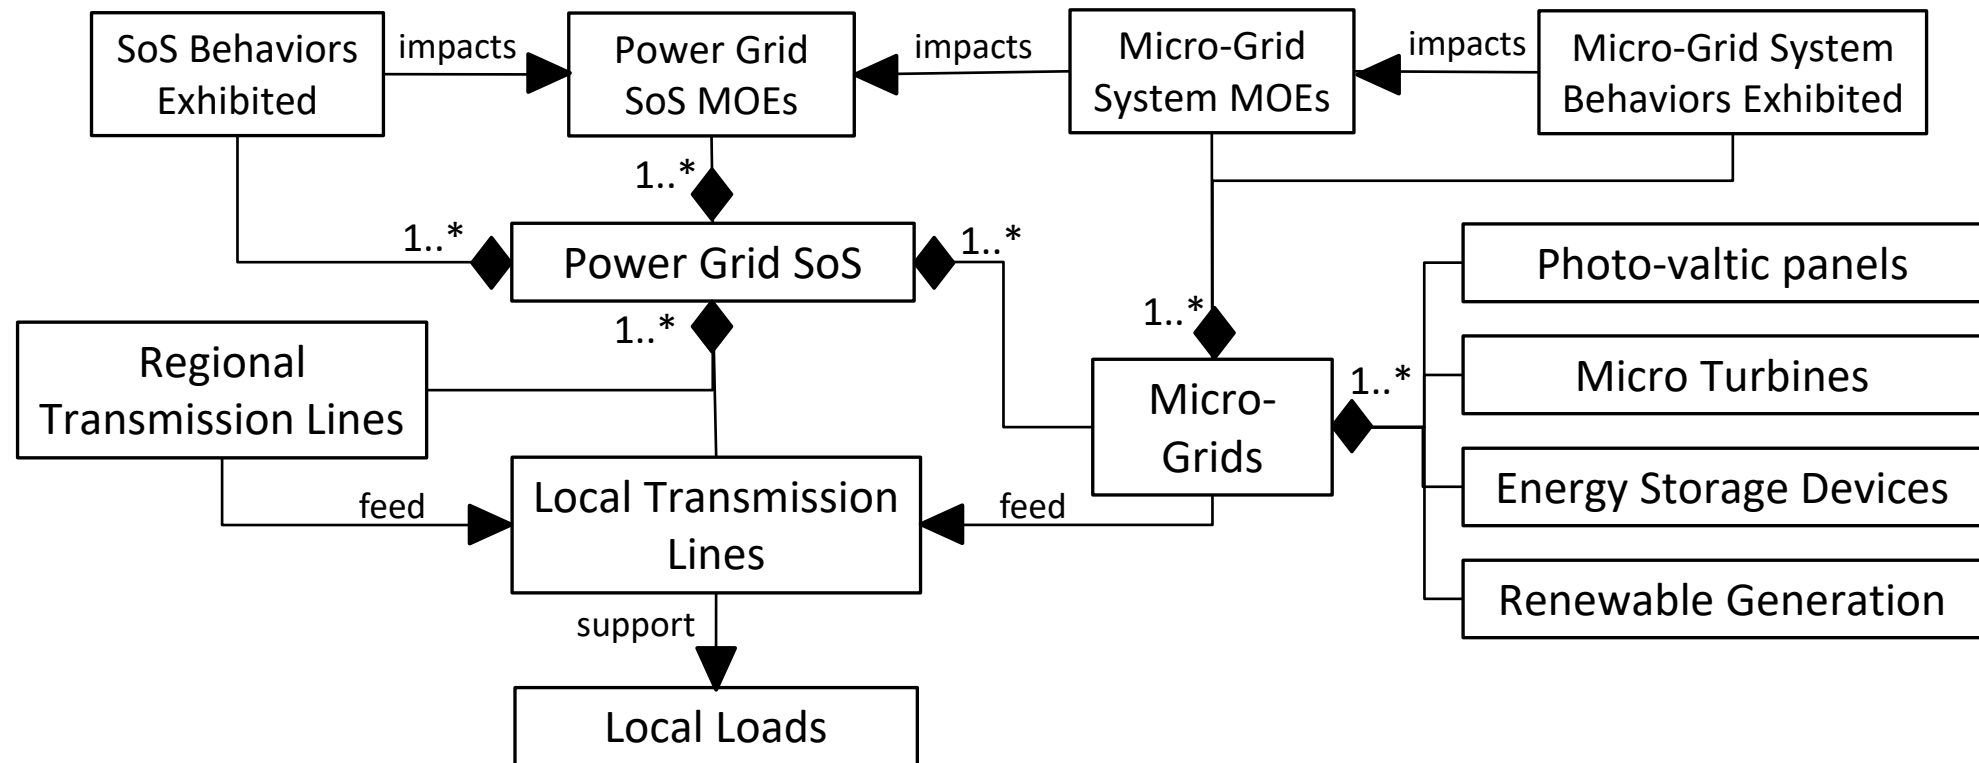 SoS Behaviors
Exhibited
impacts
Power Grid
SoS MOEs
impacts
Micro-Grid
System MOEs
impacts
Micro-Grid System
Behaviors Exhibited
1..*
1..*
Power Grid SoS
1..*
Photo-valtic panels
1..*
1..*
Regional
Transmission Lines
Micro-
Grids
1..*
Micro Turbines
Energy Storage Devices
feed
Local Transmission
Lines
feed
Renewable Generation
support
Local Loads